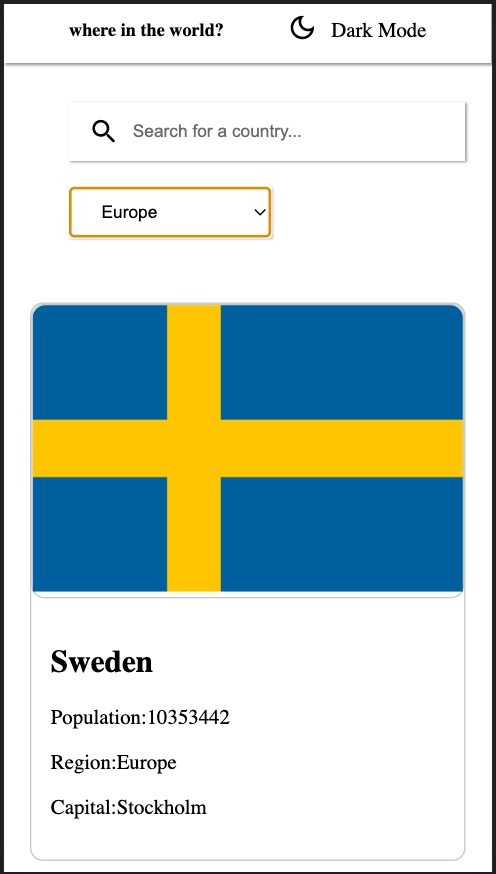 where in the world? Dark Mode
Search for a country...
Europe
Sweden
Population:10353442
Region:Europe
Capital:Stockholm